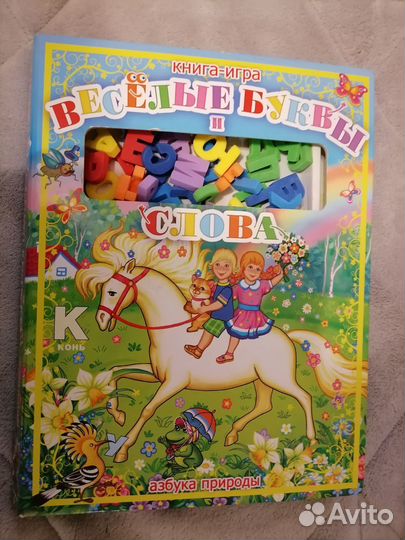 книга-игра
ВЕСЁЛЫЕ БУКВЫ
И
СЛОВА
К
КОНЬ
У
азбука природы
Avito